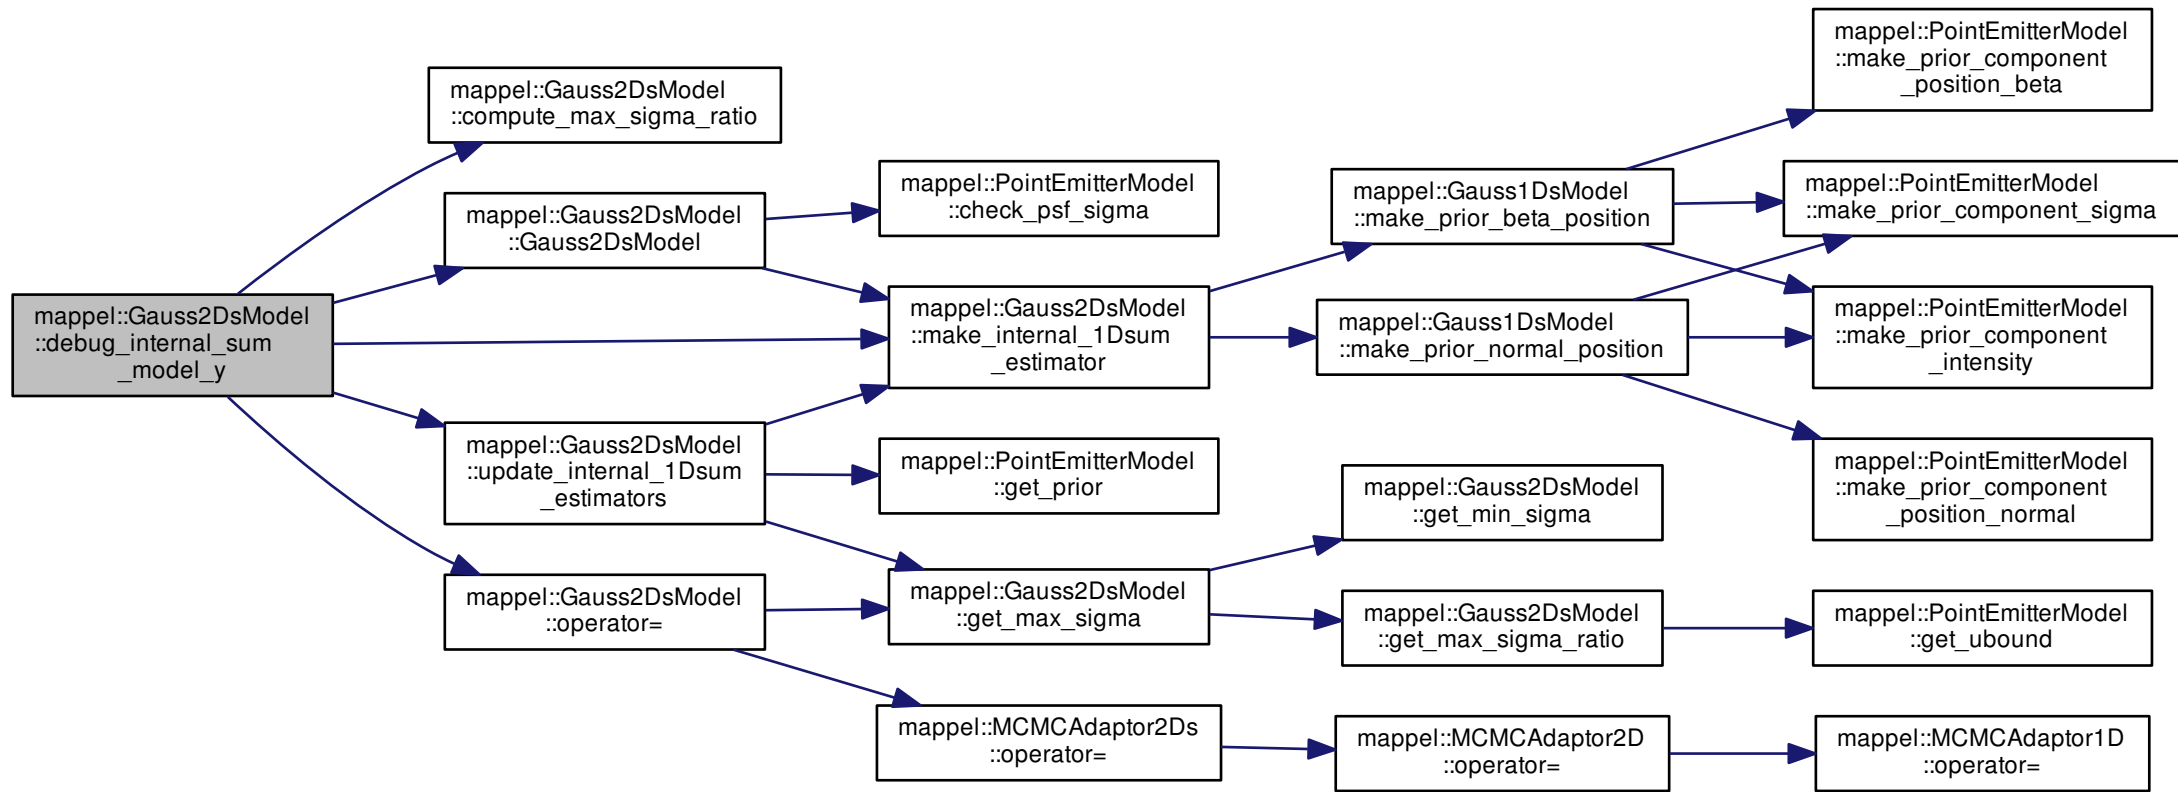 mappel::Gauss2DsModel
::debug_internal_sum
_model_y
mappel::Gauss2DsModel
::compute_max_sigma_ratio
mappel::Gauss2DsModel
::Gauss2DsModel
mappel::Gauss2DsModel
::update_internal_1Dsum
_estimators
mappel::Gauss2DsModel
::operator=
mappel::PointEmitterModel
::check_psf_sigma
mappel::Gauss2DsModel
::make_internal_1Dsum
_estimator
mappel::PointEmitterModel
::get_prior
mappel::Gauss2DsModel
::get_max_sigma
mappel::MCMCAdaptor2Ds
::operator=
mappel::Gauss1DsModel
::make_prior_beta_position
mappel::Gauss1DsModel
::make_prior_normal_position
mappel::Gauss2DsModel
::get_min_sigma
mappel::Gauss2DsModel
::get_max_sigma_ratio
mappel::MCMCAdaptor2D
::operator=
mappel::PointEmitterModel
::make_prior_component
_position_beta
mappel::PointEmitterModel
::make_prior_component_sigma
mappel::PointEmitterModel
::make_prior_component
_intensity
mappel::PointEmitterModel
::make_prior_component
_position_normal
mappel::PointEmitterModel
::get_ubound
mappel::MCMCAdaptor1D
::operator=